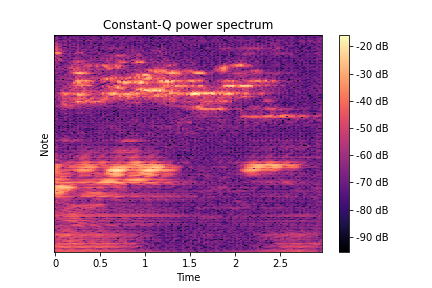 Constant-Q power spectrum
-20 dB
-30 dB
-40 dB
-50 dB
-60 dB
-70 dB
-80 dB
-90 dB
Note
0
0.5
1
1.5
2
2.5
Time